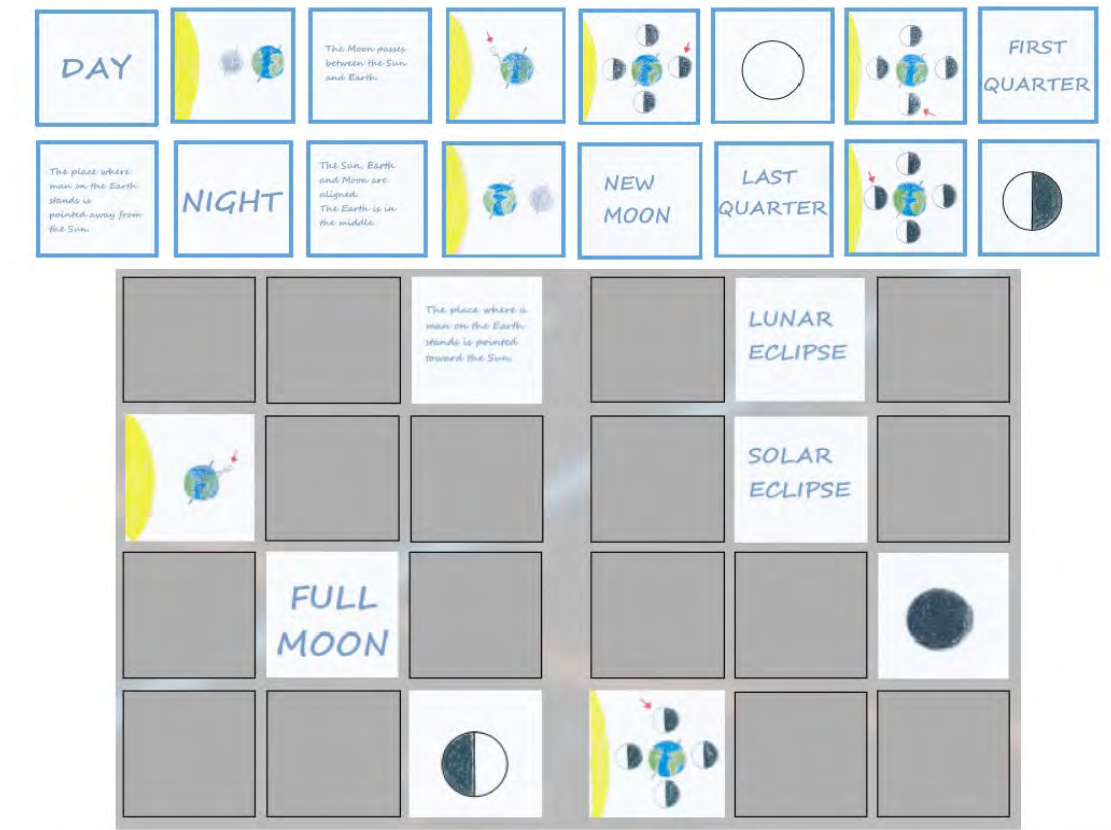 DAY
The Moon passes
between the Sun
and Earth.
FIRST
QUARTER
The place where
man on the Earth
stands is
pointed away from
the Sun.
NIGHT
The Sun, Earth
and Moon are
aligned.
The Earth is in
the middle.
NEW
MOON
LAST
QUARTER
The place where a
man on the Earth
stands is pointed
toward the Sun.
LUNAR
ECLIPSE
SOLAR
ECLIPSE
FULL
MOON